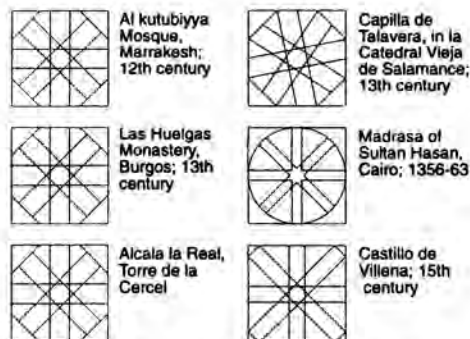 Al kutubiyya
Mosque,
Marrakesh;
12th century
Capilla de
Talavera, in la
Catedral Vieja
de Salamance;
13th century
Las Huelgas
Monastery,
Burgos; 13th
century
Madrasa of
Sultan Hasan,
Cairo; 1356-63
Alcala la Real,
Torre de la
Cercel
Castillo de
Villena; 15th
century